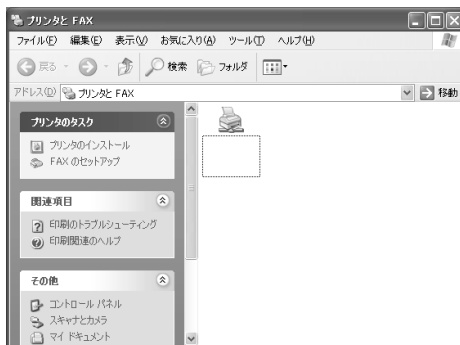 プリンタと FAX
ファイル(F) 編集(E) 表示(V) お気に入り(A) ツール(T) ヘルプ(H)
戻る 検索 フォルダ
アドレス(D) プリンタと FAX 移動
プリンタのタスク
プリンタのインストール
FAX のセットアップ
関連項目
印刷のトラブルシューティング
印刷関連のヘルプ
その他
コントロール パネル
スキャナとカメラ
マイ ドキュメント